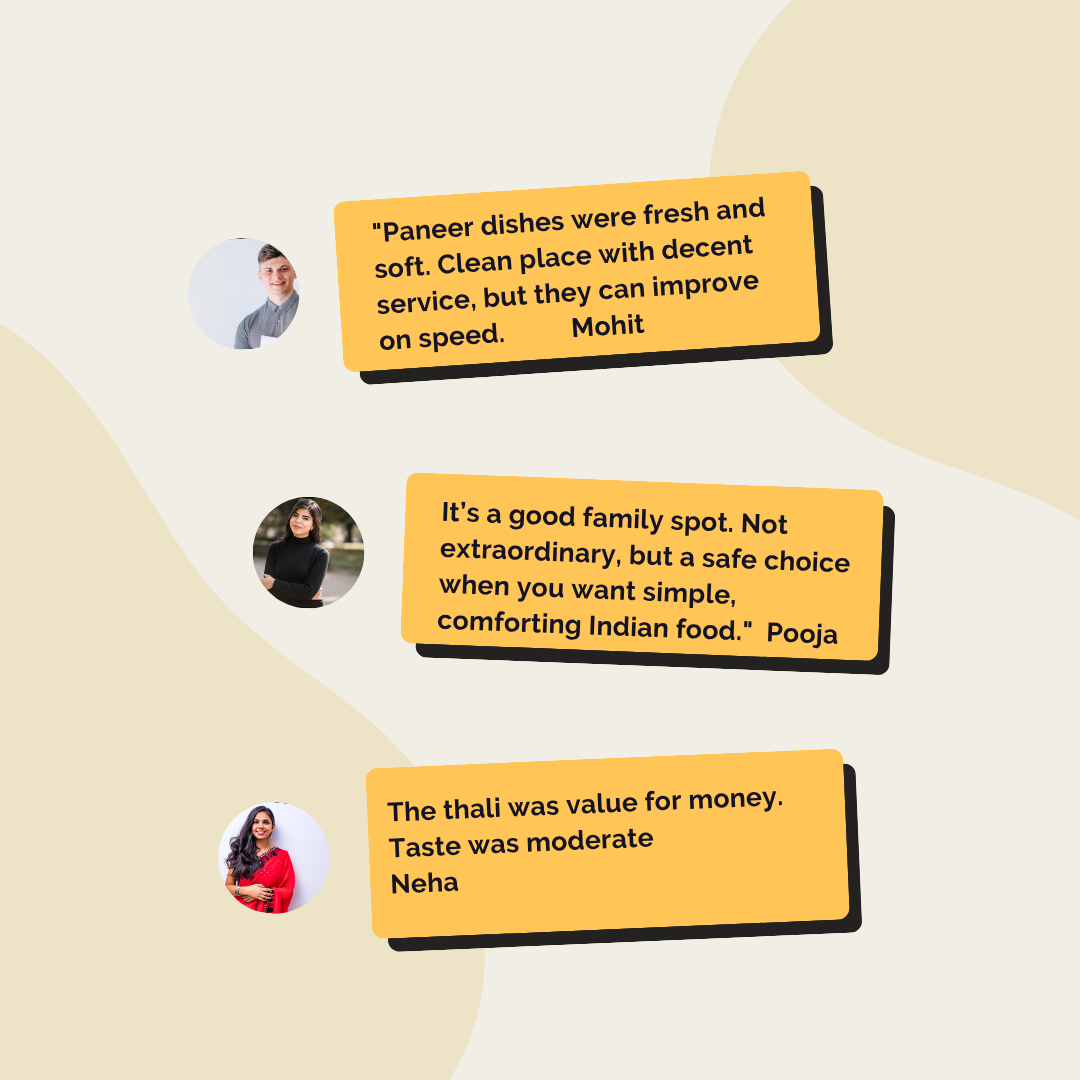 "Paneer dishes were fresh and
soft. Clean place with decent
service, but they can improve
on speed. Mohit
It’s a good family spot. Not
extraordinary, but a safe choice
when you want simple,
comforting Indian food." Pooja
The thali was value for money.
Taste was moderate
Neha